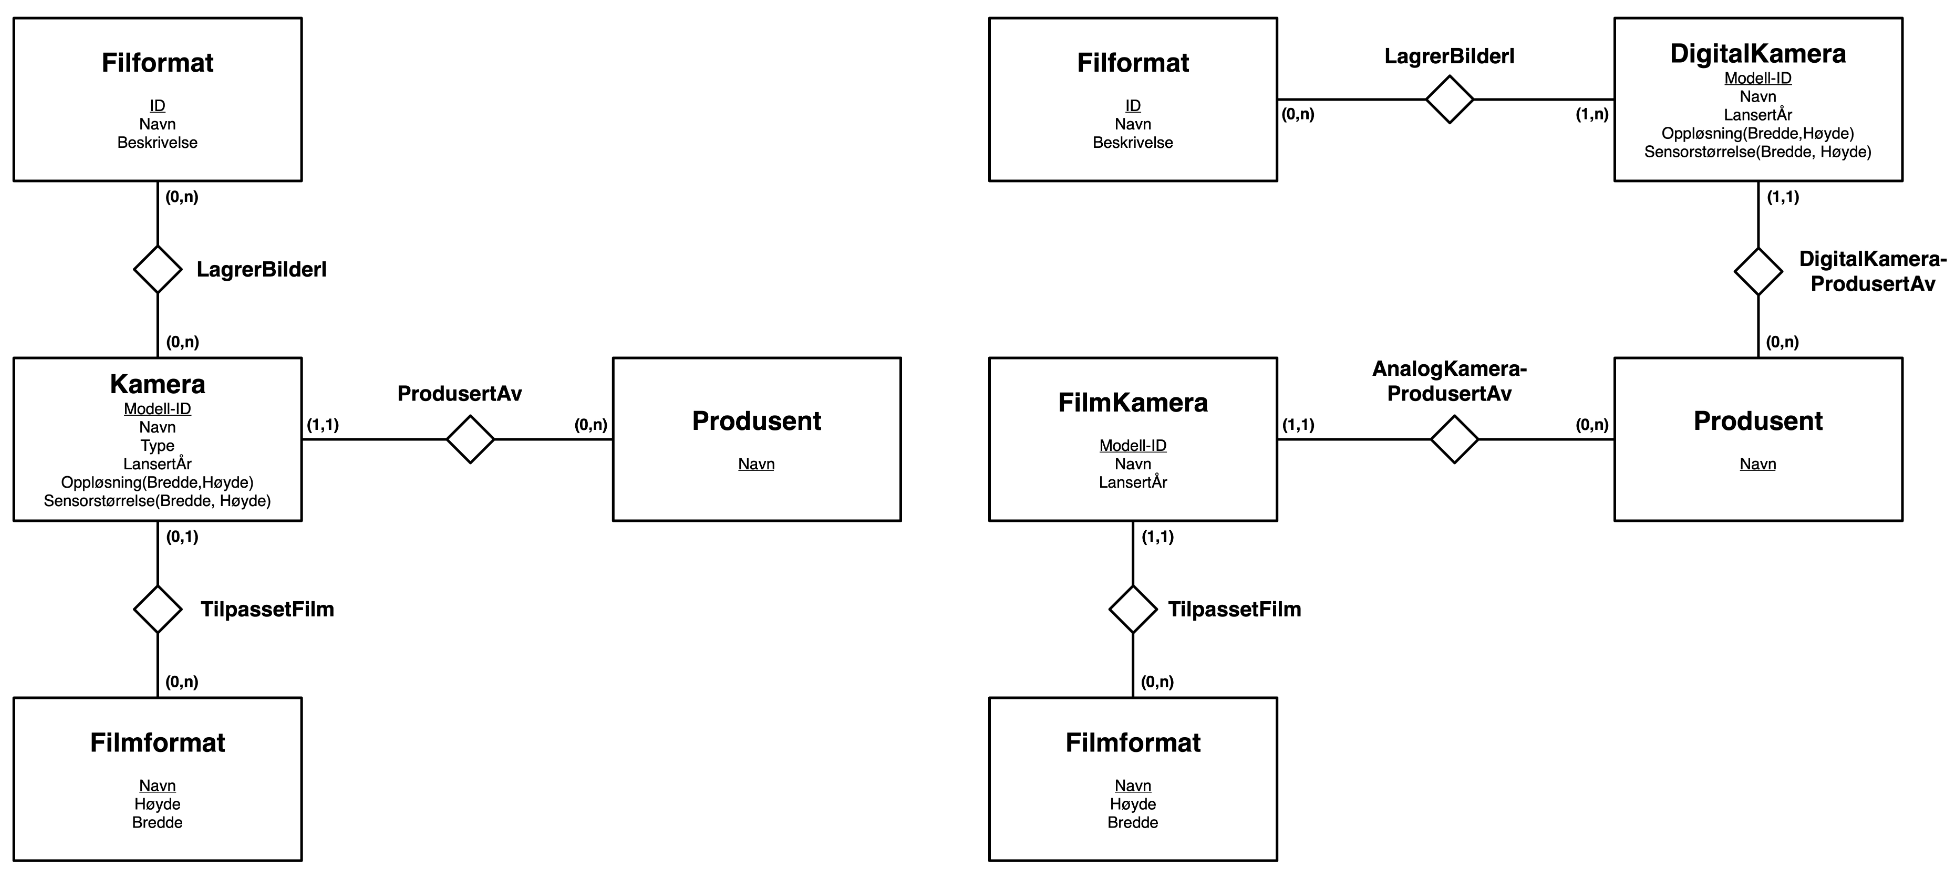 Filformat
ID
Navn
Beskrivelse
(0,n)
LagrerBilderI
(0,n)
Kamera
Modell-ID
Navn
Type
LansertÅr
Oppløsning(Bredde,Høyde)
Sensorstørrelse(Bredde, Høyde)
(1,1)
ProdusertAv
(0,n)
Produsent
Navn
(0,1)
TilpassetFilm
(0,n)
Filmformat
Navn
Høyde
Bredde
Filformat
ID
Navn
Beskrivelse
(0,n)
LagrerBilderI
(1,n)
DigitalKamera
Modell-ID
Navn
LansertÅr
Oppløsning(Bredde,Høyde)
Sensorstørrelse(Bredde, Høyde)
(1,1)
DigitalKamera-
ProdusertAv
(0,n)
FilmKamera
Modell-ID
Navn
LansertÅr
(1,1)
AnalogKamera-
ProdusertAv
(0,n)
Produsent
Navn
(1,1)
TilpassetFilm
(0,n)
Filmformat
Navn
Høyde
Bredde